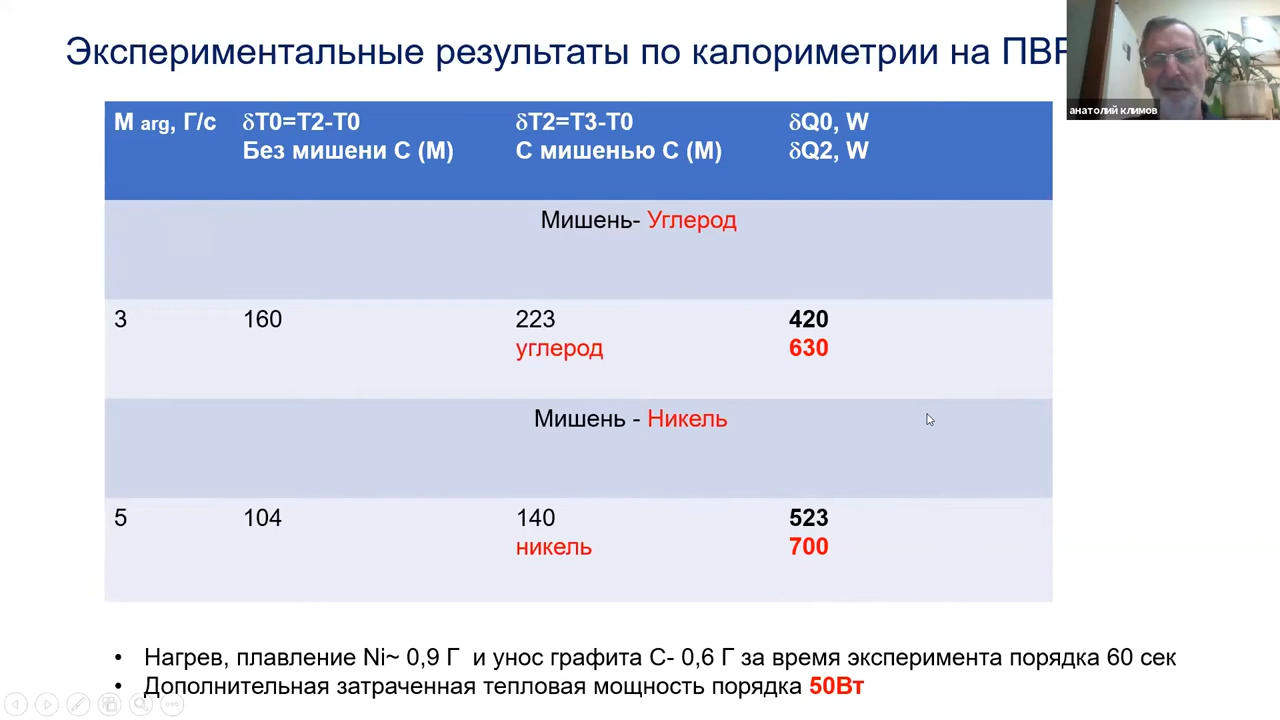 Экспериментальные результаты по калориметрии на ПВ
анатолий климов
M arg, Г/с
δT0=T2-T0
Без мишени С (М)
δT2=T3-T0
С мишенью С (М)
δQ0, W
δQ2, W
Мишень- Углерод
3
160
223
углерод
420
630
Мишень - Никель
5
104
140
никель
523
700
• Нагрев, плавление Ni~ 0,9 Г и унос графита С- 0,6 Г за время эксперимента порядка 60 сек
• Дополнительная затраченная тепловая мощность порядка 50Вт